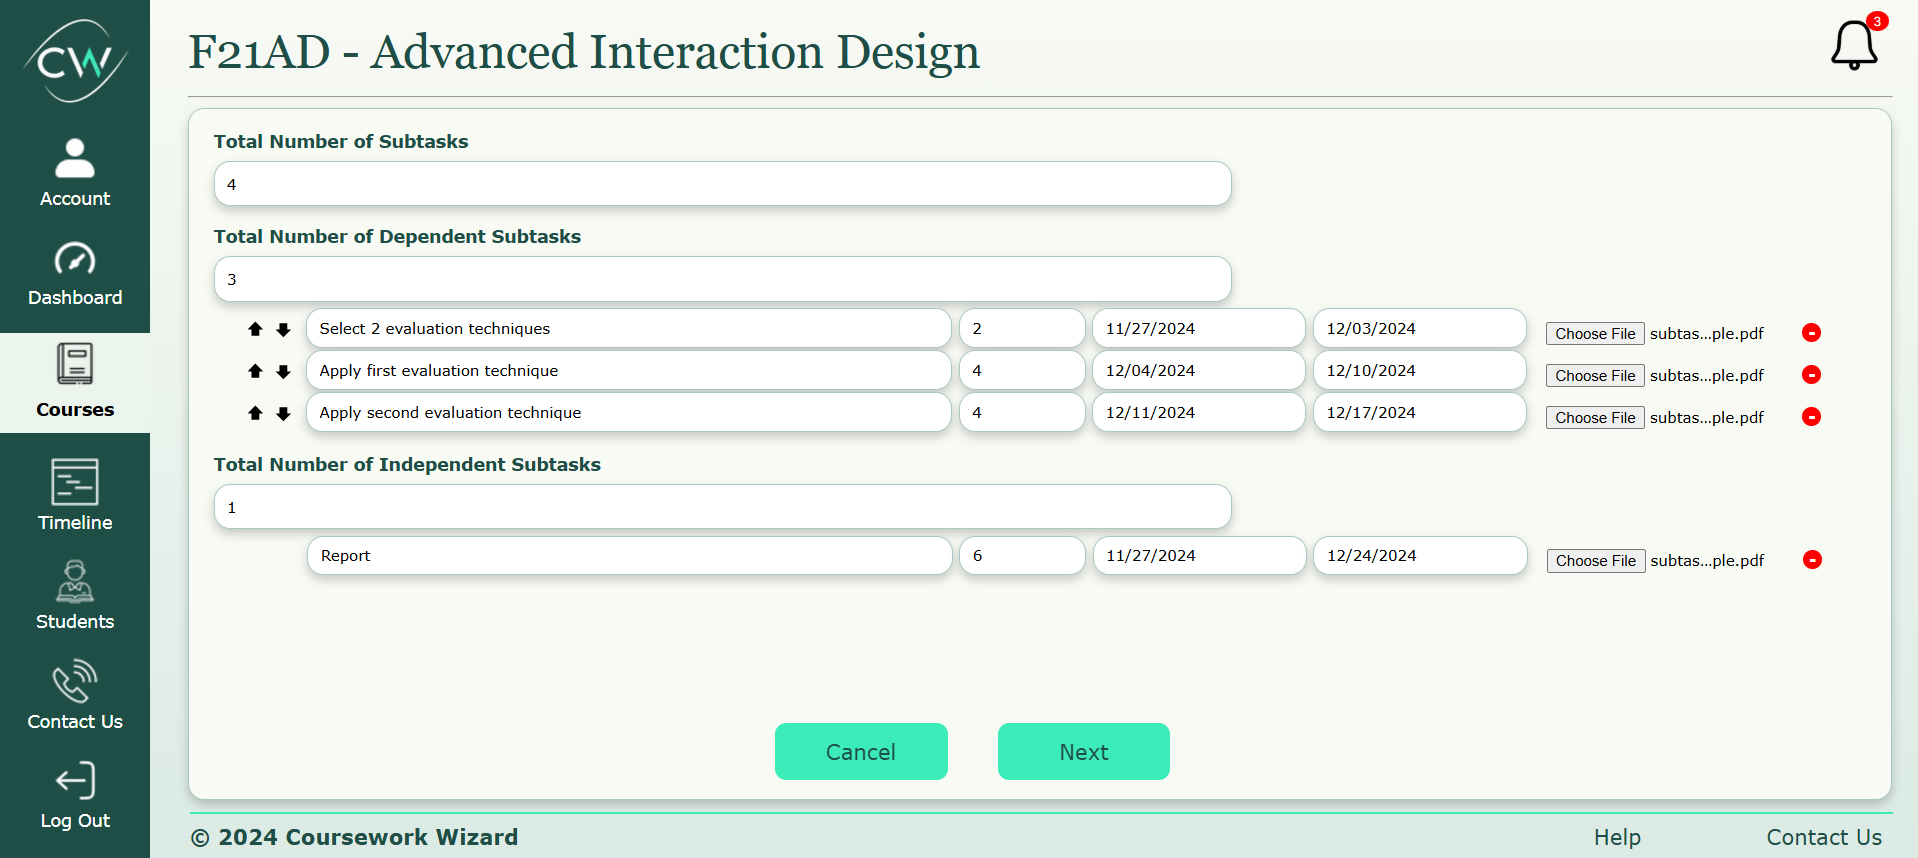 CW
Account
Dashboard
Courses
Timeline
Students
Contact Us
Log Out
F21AD - Advanced Interaction Design
3
Total Number of Subtasks
4
Total Number of Dependent Subtasks
3
Select 2 evaluation techniques 2 11/27/2024 12/03/2024 Choose File subtas...ple.pdf
Apply first evaluation technique 4 12/04/2024 12/10/2024 Choose File subtas...ple.pdf
Apply second evaluation technique 4 12/11/2024 12/17/2024 Choose File subtas...ple.pdf
Total Number of Independent Subtasks
1
Report 6 11/27/2024 12/24/2024 Choose File subtas...ple.pdf
Cancel Next
© 2024 Coursework Wizard Help Contact Us